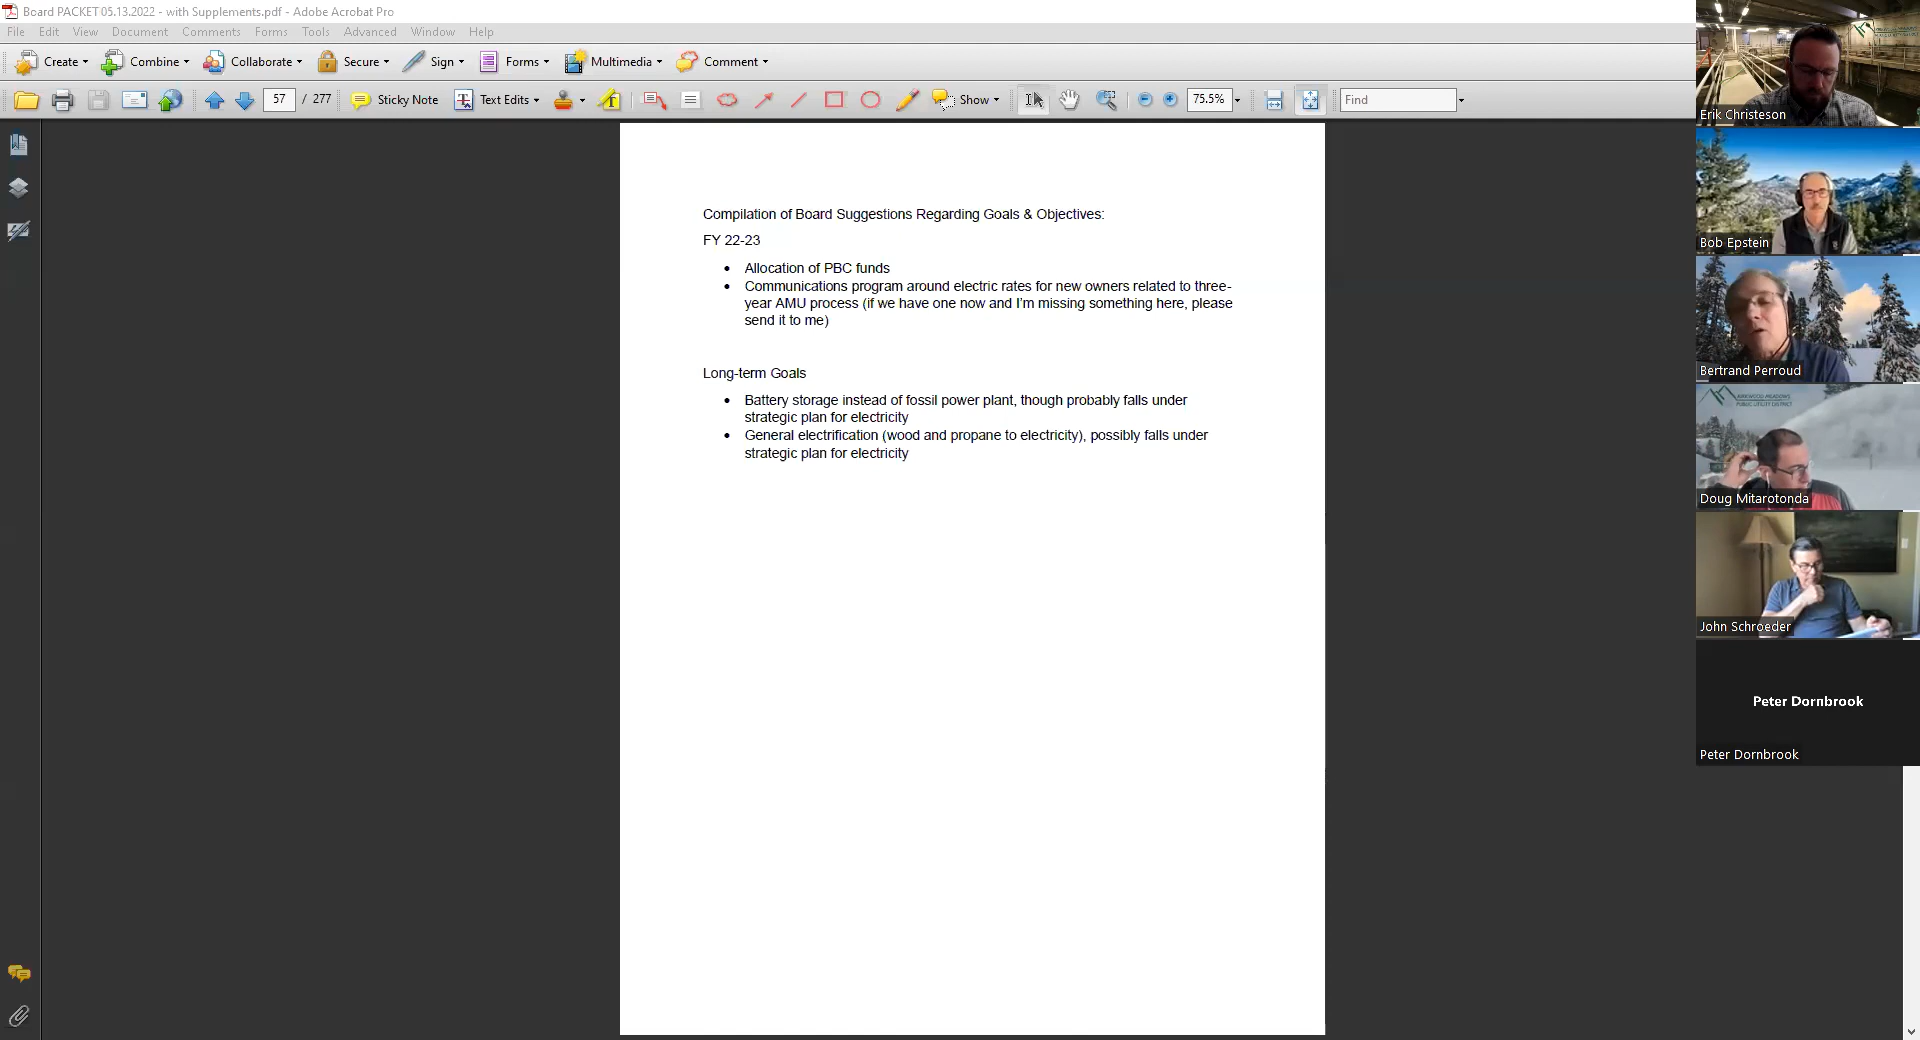 Board PACKET 05.13.2022 - with Supplements.pdf - Adobe Acrobat Pro
File Edit View Document Comments Forms Tools Advanced Window Help
Create Combine Collaborate Secure Sign Forms Multimedia Comment
57 / 277 Sticky Note Text Edits Show 75.5% Find
Compilation of Board Suggestions Regarding Goals & Objectives:
FY 22-23
• Allocation of PBC funds
• Communications program around electric rates for new owners related to three-
year AMU process (if we have one now and I'm missing something here, please
send it to me)
Long-term Goals
• Battery storage instead of fossil power plant, though probably falls under
strategic plan for electricity
• General electrification (wood and propane to electricity), possibly falls under
strategic plan for electricity
Erik Christeson
Bob Epstein
Bertrand Perroud
PUBLIC UTILITY DISTRICT
Doug Mitarotonda
John Schroeder
Peter Dornbrook
Peter Dornbrook